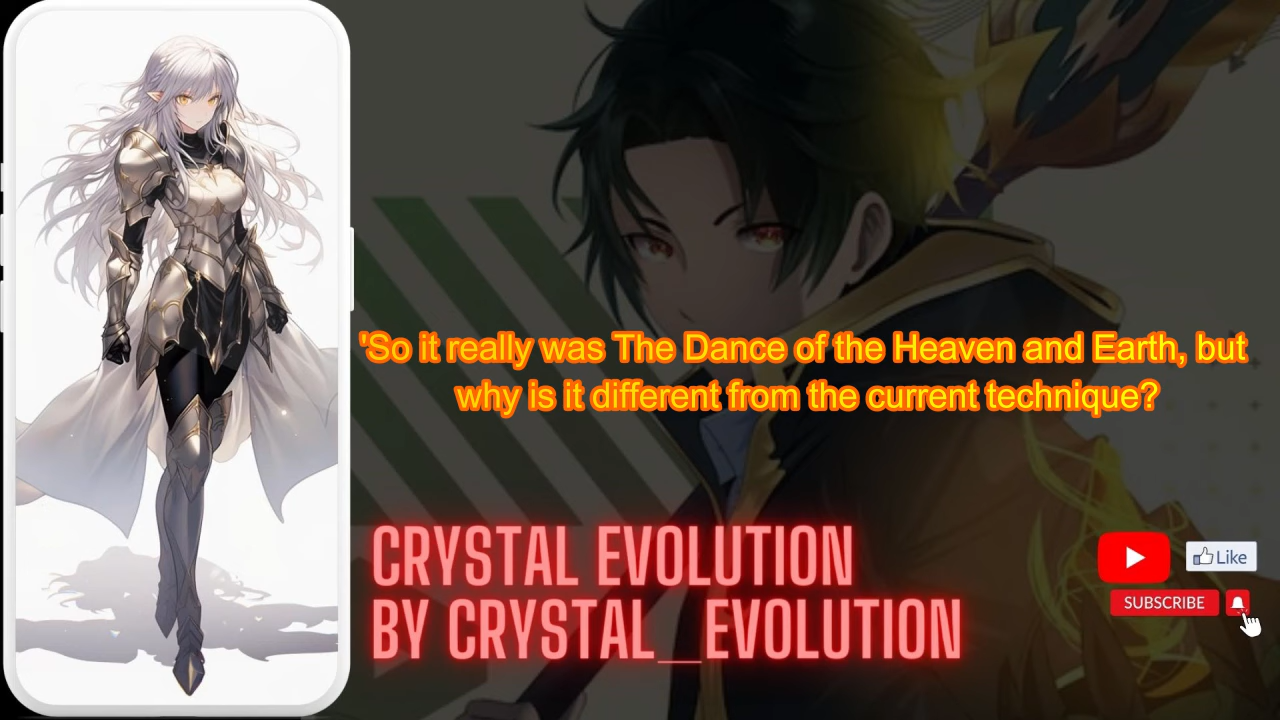 'So it really was The Dance of the Heaven and Earth, but
why is it different from the current technique?
CRYSTAL EVOLUTION
BY CRYSTAL_EVOLUTION
Like
SUBSCRIBE